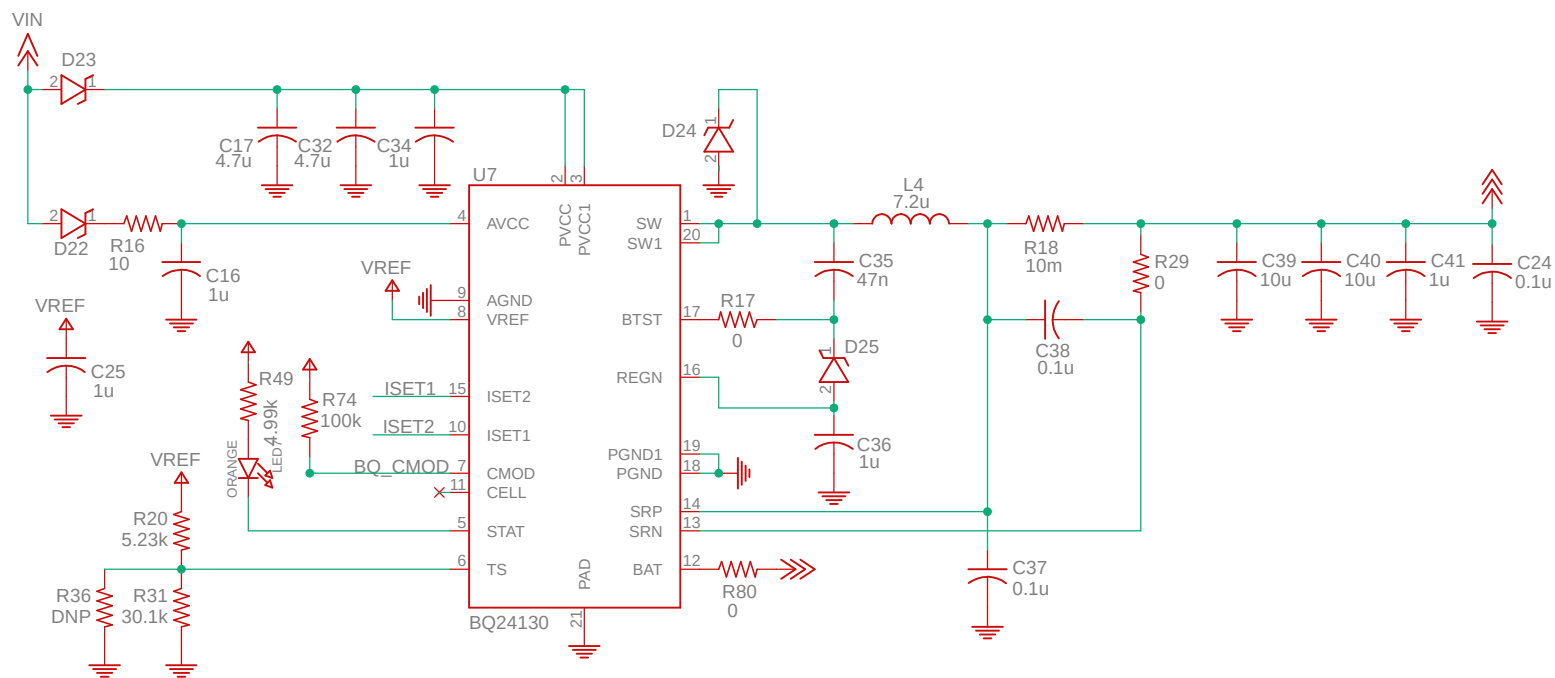 VIN
D23
2
1
C17
4.7u
C32
4.7u
C34
1u
D24
1
2
U7
2
3
L4
7.2u
2
1
D22
R16
10
C16
1u
4
AVCC
PVCC
PVCC1
SW
1
SW1
20
R18
10m
R29
0
C39
10u
C40
10u
C41
1u
C24
0.1u
C35
47n
VREF
9
AGND
8
VREF
BTST
17
R17
0
VREF
C25
1u
C38
0.1u
D25
1
2
REGN
16
R49
4.99k
R74
100k
ISET1
15
ISET2
ISET2
10
ISET1
C36
1u
ORANGE
LED7
VREF
BQ_CMOD
7
CMOD
11
CELL
PGND1
19
PGND
18
SRP
14
SRN
13
R20
5.23k
5
STAT
6
TS
PAD
21
BAT
12
R80
0
C37
0.1u
R36
DNP
R31
30.1k
BQ24130